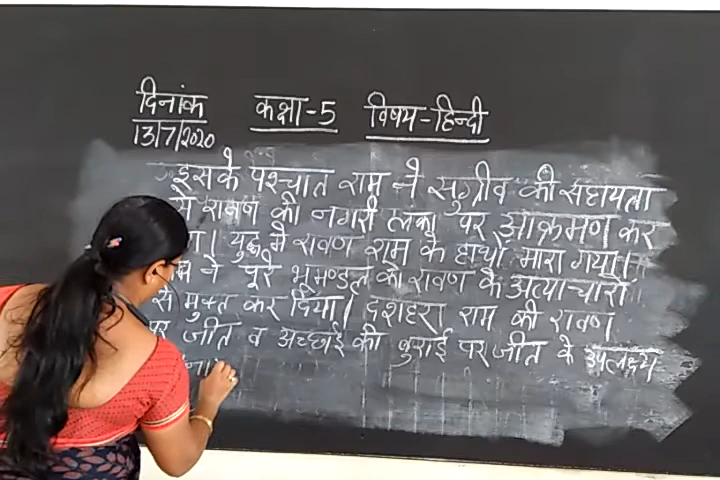 दिनांक कक्षा-5 विषय-हिन्दी
13/7/2020
इसके पश्चात राम ने सुग्रीव की सहायता
से रावण की नगरी लंका पर आक्रमण कर
युद्ध में रावण राम के हाथों मारा गया।
ने पूरे भूमण्डल को रावण के अत्याचारों
से मुक्त कर दिया। दशहरा राम की रावण
पर जीत व अच्छाई की बुराई पर जीत के उपलक्ष्य